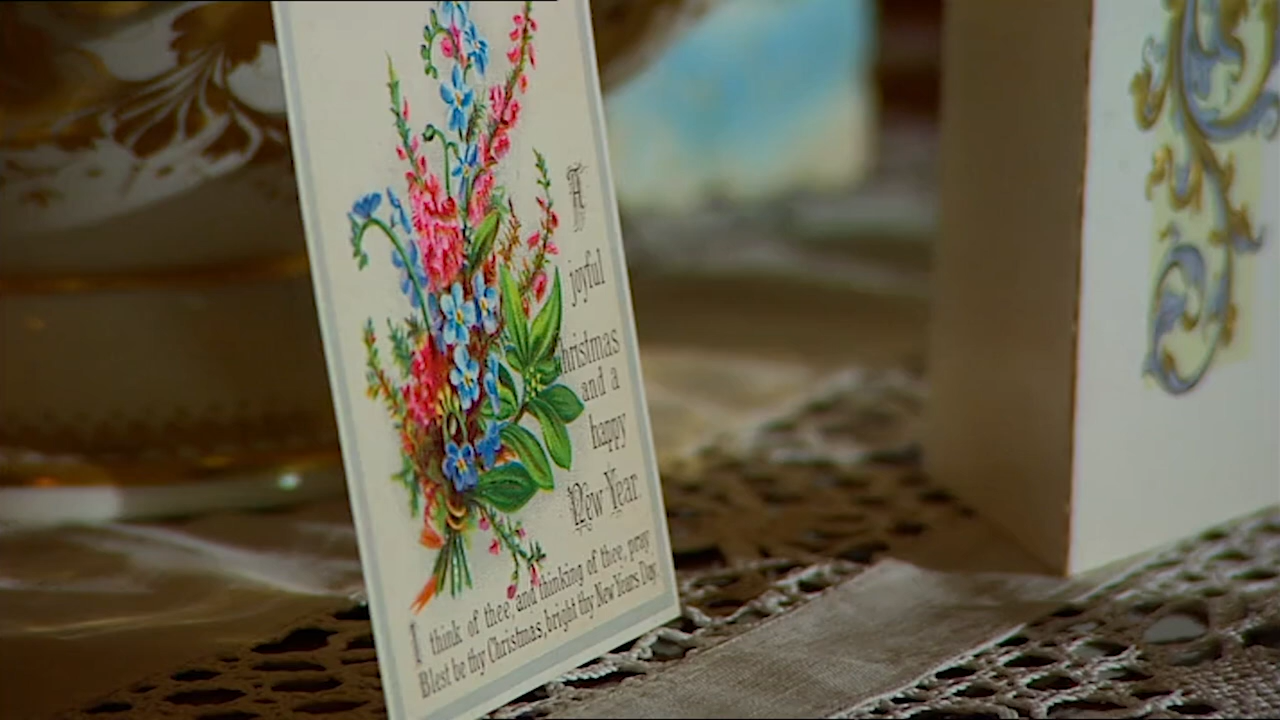 A
joyful
Christmas
and a
happy
New Year.
I think of thee, and thinking of thee, pray
Blest be thy Christmas, bright thy New Years Day.